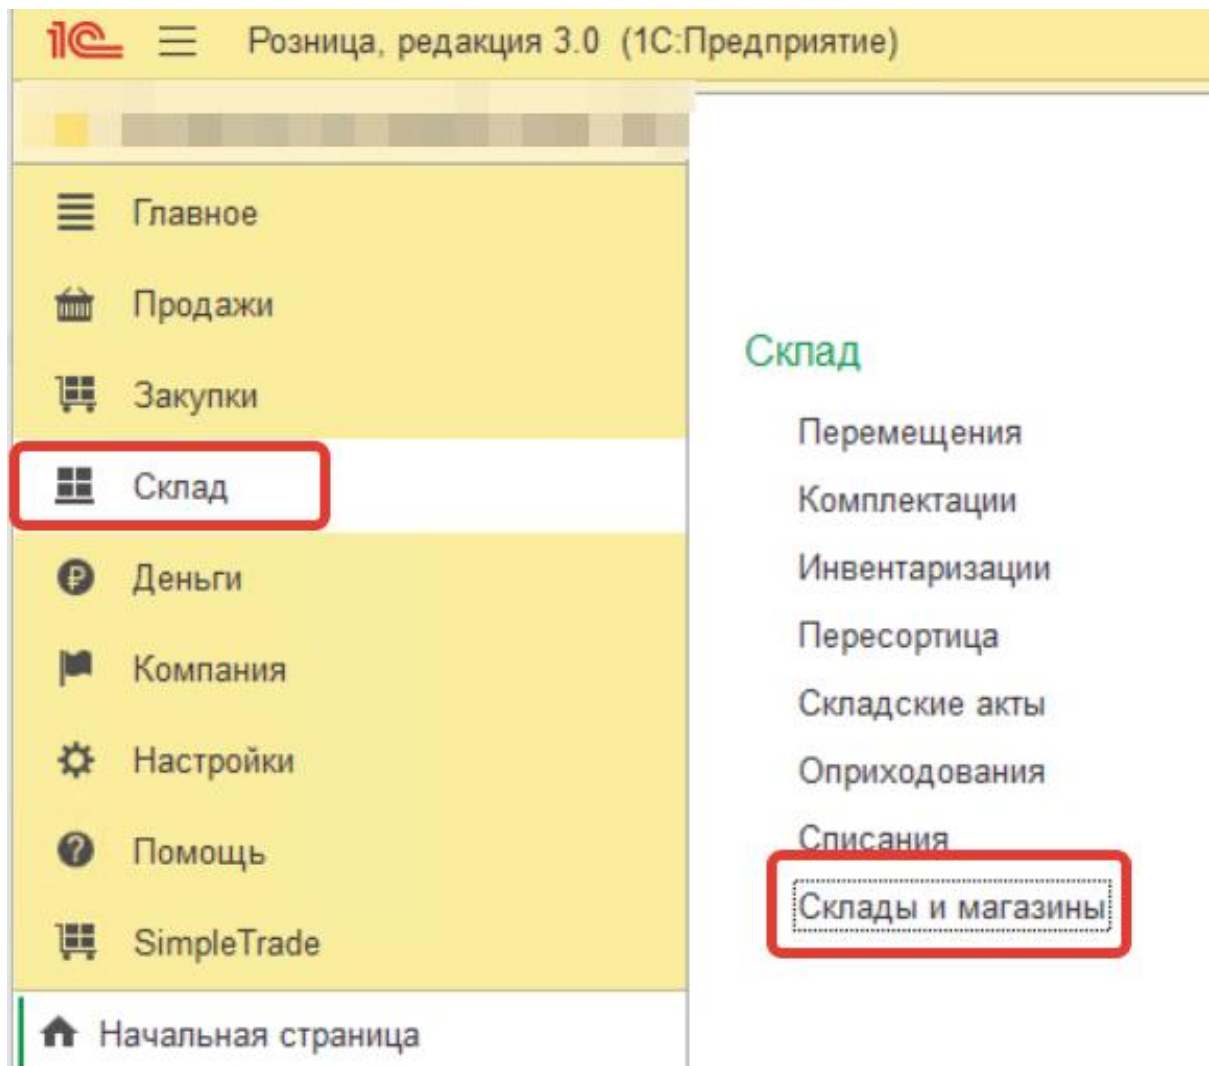 1С Розница, редакция 3.0 (1С:Предприятие)
Главное
Продажи
Закупки
Склад
Деньги
Компания
Настройки
Помощь
SimpleTrade
Начальная страница
Склад
Перемещения
Комплектации
Инвентаризации
Пересортица
Складские акты
Оприходования
Списания
Склады и магазины